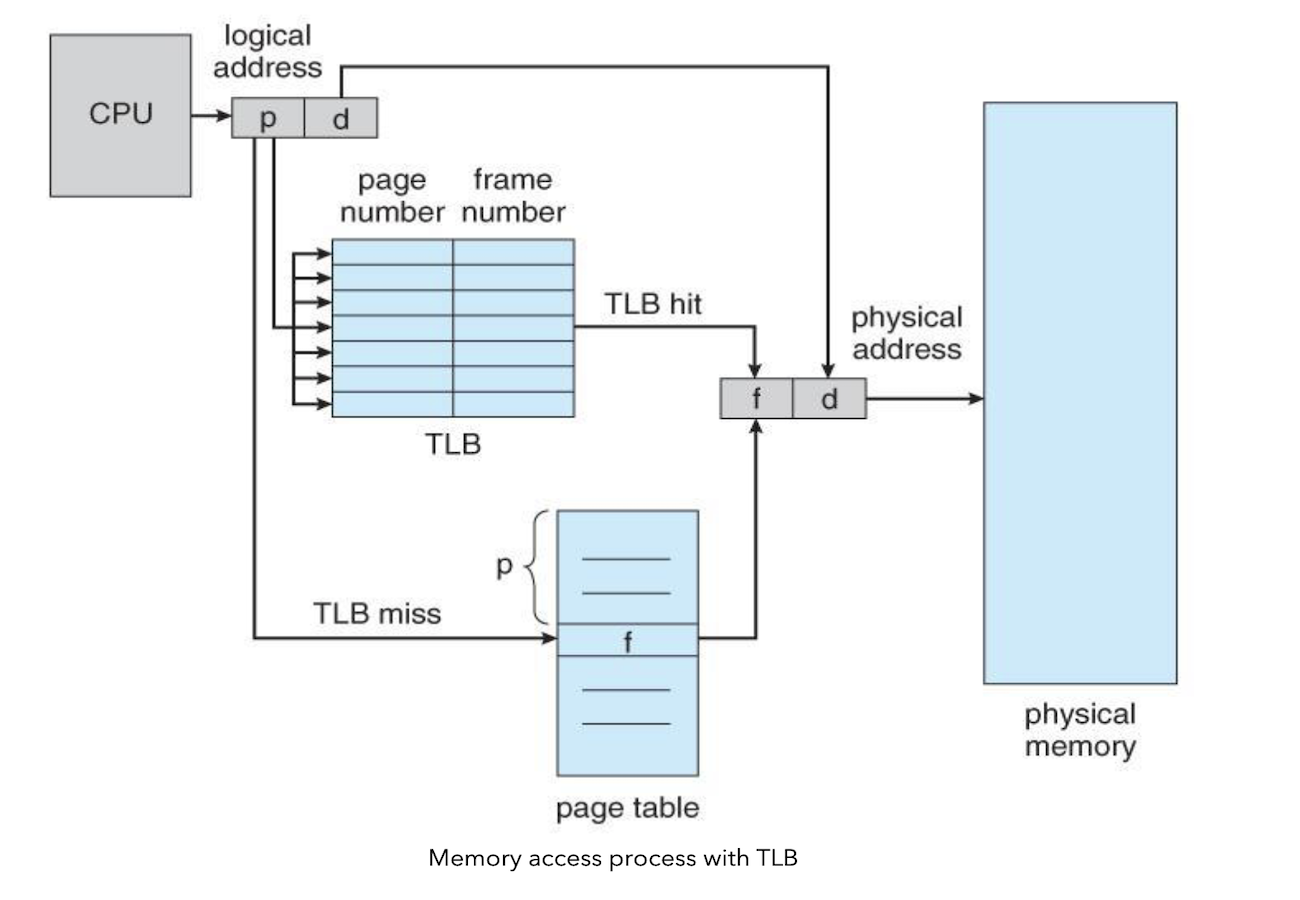 logical
address
CPU
p
d
page
number
frame
number
TLB hit
physical
address
f
d
TLB
p
TLB miss
f
physical
memory
page table
Memory access process with TLB